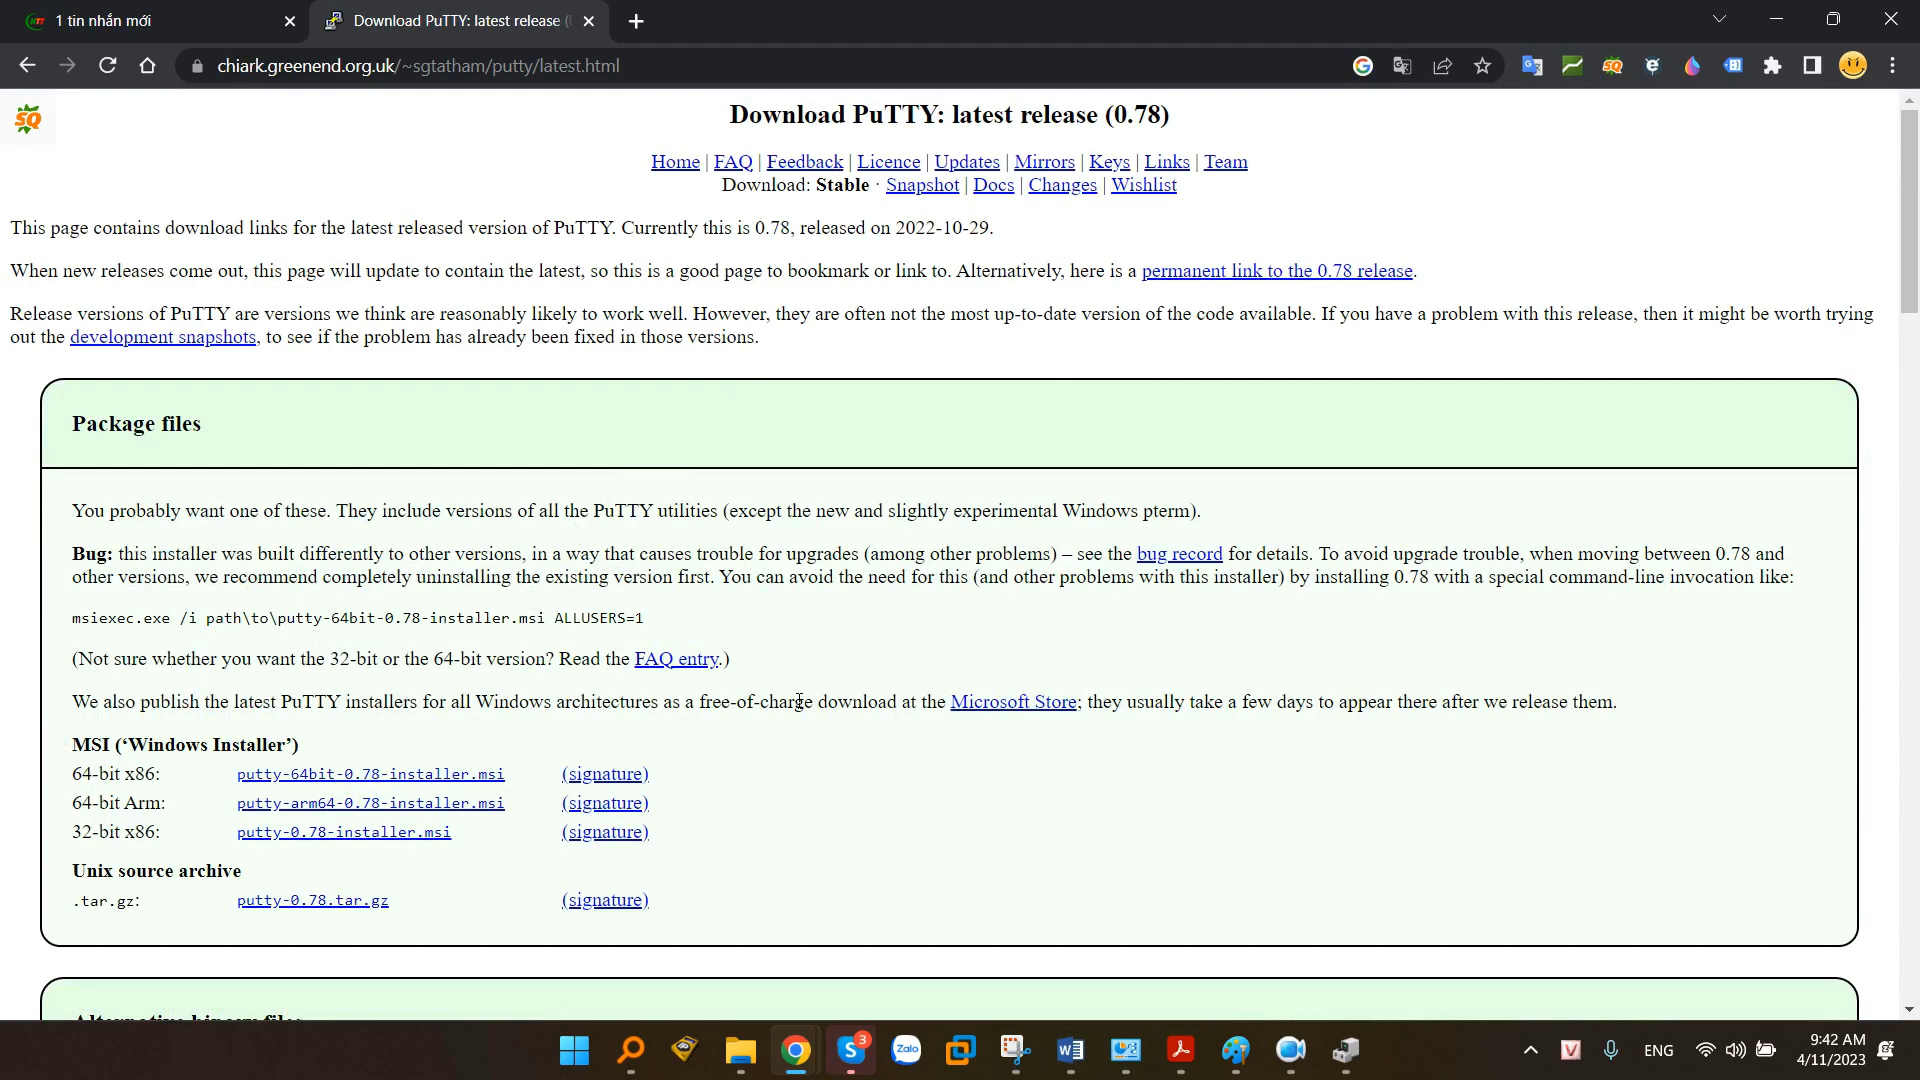 1 tin nhắn mới
Download PuTTY: latest release (
chiark.greenend.org.uk/~sgtatham/putty/latest.html
SQ
Download PuTTY: latest release (0.78)
Home | FAQ | Feedback | Licence | Updates | Mirrors | Keys | Links | Team
Download: Stable · Snapshot | Docs | Changes | Wishlist
This page contains download links for the latest released version of PuTTY. Currently this is 0.78, released on 2022-10-29.
When new releases come out, this page will update to contain the latest, so this is a good page to bookmark or link to. Alternatively, here is a permanent link to the 0.78 release.
Release versions of PuTTY are versions we think are reasonably likely to work well. However, they are often not the most up-to-date version of the code available. If you have a problem with this release, then it might be worth trying
out the development snapshots, to see if the problem has already been fixed in those versions.
Package files
You probably want one of these. They include versions of all the PuTTY utilities (except the new and slightly experimental Windows pterm).
Bug: this installer was built differently to other versions, in a way that causes trouble for upgrades (among other problems) – see the bug record for details. To avoid upgrade trouble, when moving between 0.78 and
other versions, we recommend completely uninstalling the existing version first. You can avoid the need for this (and other problems with this installer) by installing 0.78 with a special command-line invocation like:
msiexec.exe /i path\to\putty-64bit-0.78-installer.msi ALLUSERS=1
(Not sure whether you want the 32-bit or the 64-bit version? Read the FAQ entry.)
We also publish the latest PuTTY installers for all Windows architectures as a free-of-charge download at the Microsoft Store; they usually take a few days to appear there after we release them.
MSI (‘Windows Installer’)
64-bit x86: putty-64bit-0.78-installer.msi (signature)
64-bit Arm: putty-arm64-0.78-installer.msi (signature)
32-bit x86: putty-0.78-installer.msi (signature)
Unix source archive
.tar.gz: putty-0.78.tar.gz (signature)
Alternative binary files
3
Zalo
ENG
9:42 AM
4/11/2023